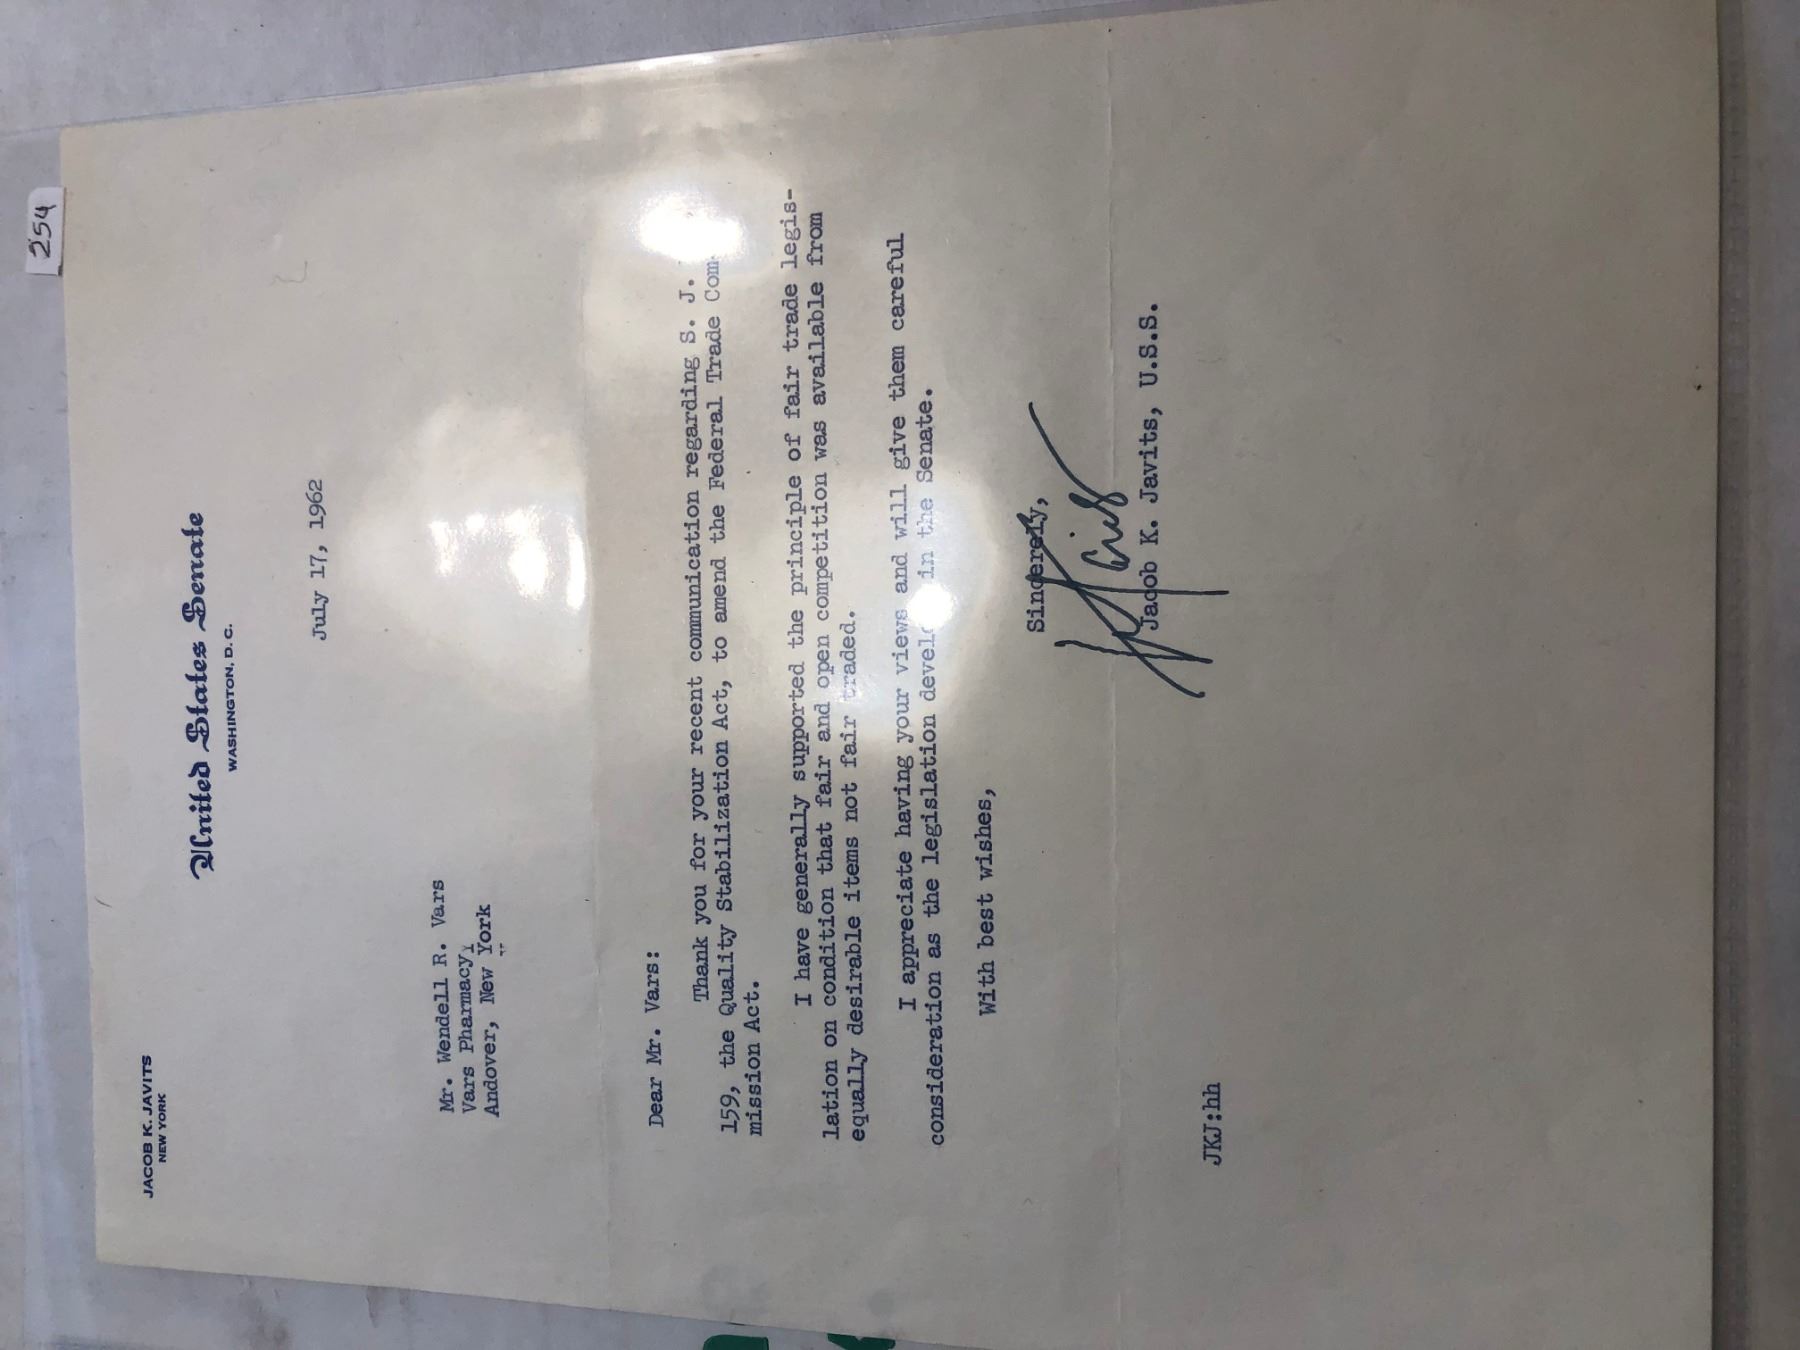 254
JACOB K. JAVITS
NEW YORK
United States Senate
WASHINGTON, D.C.
July 17, 1962
Mr. Wendell R. Vars
Vars Pharmacy,
Andover, New York
Dear Mr. Vars:
Thank you for your recent communication regarding S. J.
159, the Quality Stabilization Act, to amend the Federal Trade Com-
mission Act.
I have generally supported the principle of fair trade legis-
lation on condition that fair and open competition was available from
equally desirable items not fair traded.
I appreciate having your views and will give them careful
consideration as the legislation in the Senate.
With best wishes,
Sincerely,
Jacob K. Javits, U.S.S.
JKJ:hh